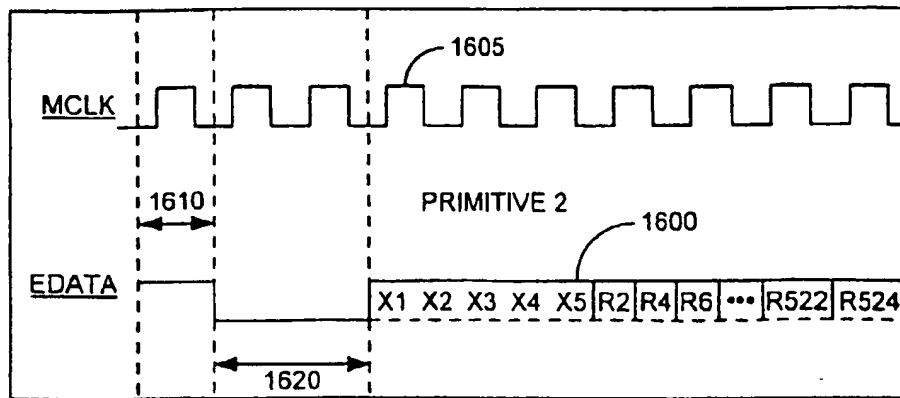 1605
MCLK
1610
PRIMITIVE 2
1600
EDATA
X1 X2 X3 X4 X5 R2 R4 R6 ••• R522 R524
1620